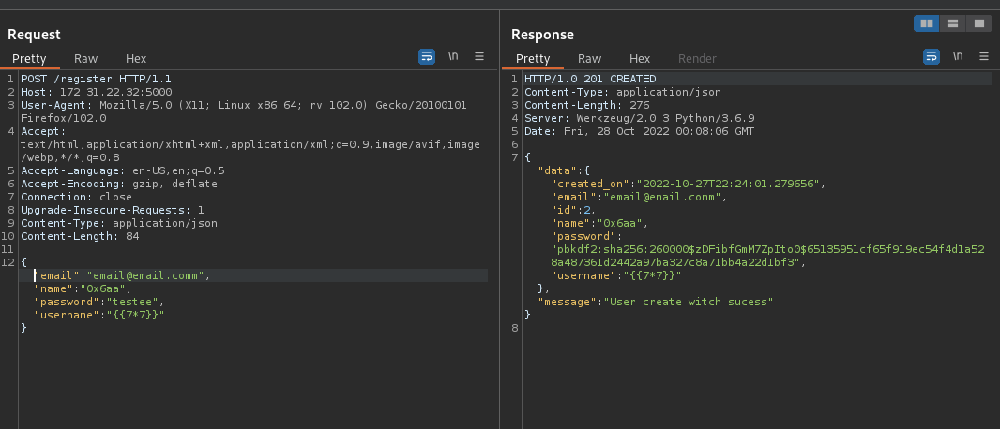 Request
Pretty Raw Hex \n
1 POST /register HTTP/1.1
2 Host: 172.31.22.32:5000
3 User-Agent: Mozilla/5.0 (X11; Linux x86_64; rv:102.0) Gecko/20100101
Firefox/102.0
4 Accept:
text/html,application/xhtml+xml,application/xml;q=0.9,image/avif,image
/webp,*/*;q=0.8
5 Accept-Language: en-US,en;q=0.5
6 Accept-Encoding: gzip, deflate
7 Connection: close
8 Upgrade-Insecure-Requests: 1
9 Content-Type: application/json
10 Content-Length: 84
11
12 {
"email":"email@email.comm",
"name":"0x6aa",
"password":"testee",
"username":"{{7*7}}"
}
Response
Pretty Raw Hex Render \n
1 HTTP/1.0 201 CREATED
2 Content-Type: application/json
3 Content-Length: 276
4 Server: Werkzeug/2.0.3 Python/3.6.9
5 Date: Fri, 28 Oct 2022 00:08:06 GMT
6
7 {
"data":{
"created_on":"2022-10-27T22:24:01.279656",
"email":"email@email.comm",
"id":2,
"name":"0x6aa",
"password":
"pbkdf2:sha256:260000$zDFibfGmM7ZpIto0$65135951cf65f919ec54f4d1a52
8a487361d2442a97ba327c8a71bb4a22d1bf3",
"username":"{{7*7}}"
},
"message":"User create witch sucess"
}
8